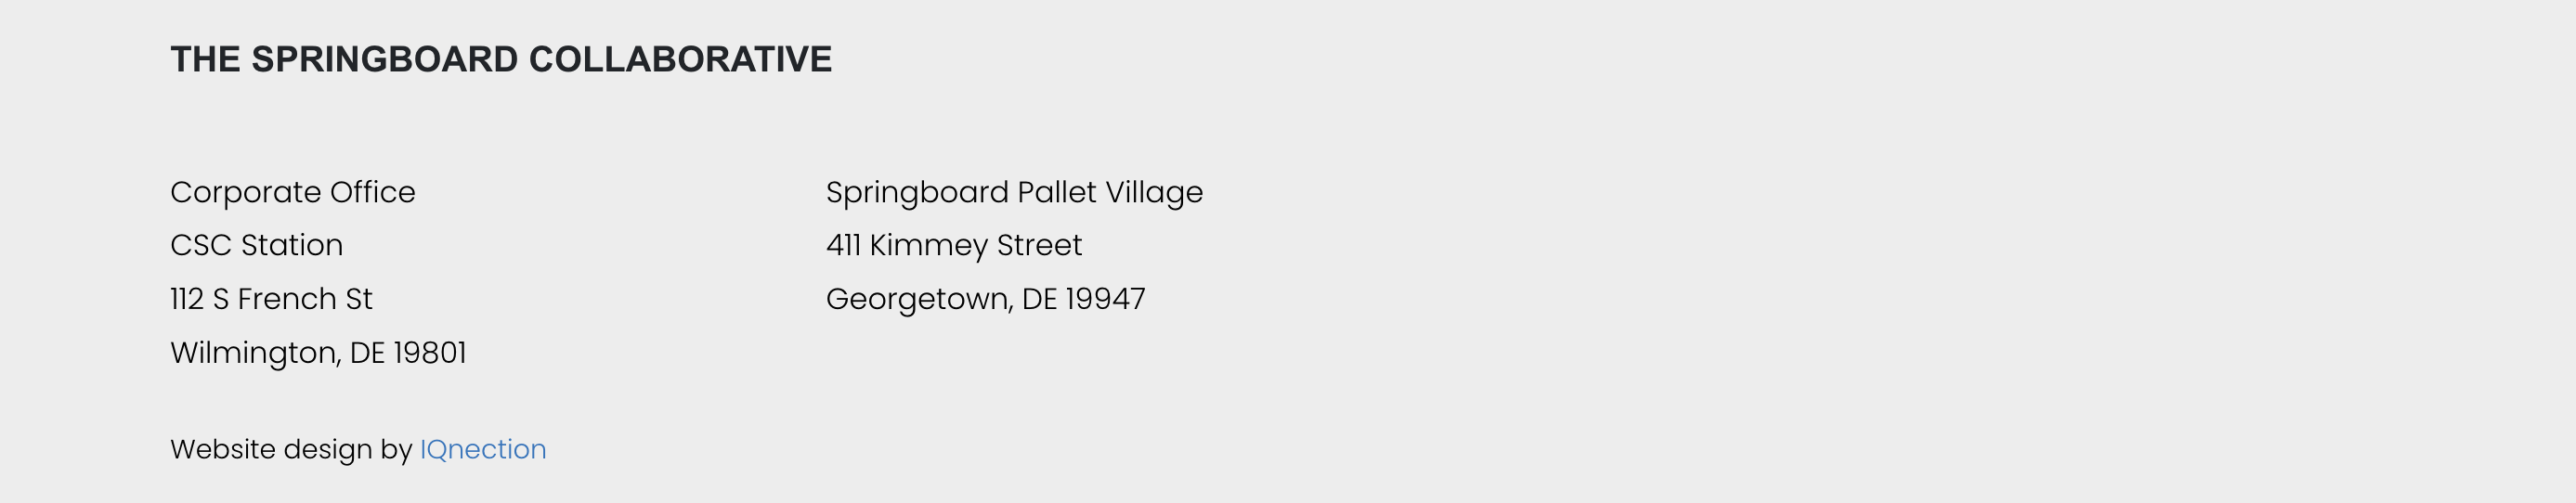 THE SPRINGBOARD COLLABORATIVE
Corporate Office
CSC Station
112 S French St
Wilmington, DE 19801
Springboard Pallet Village
411 Kimmey Street
Georgetown, DE 19947
Website design by IQnection